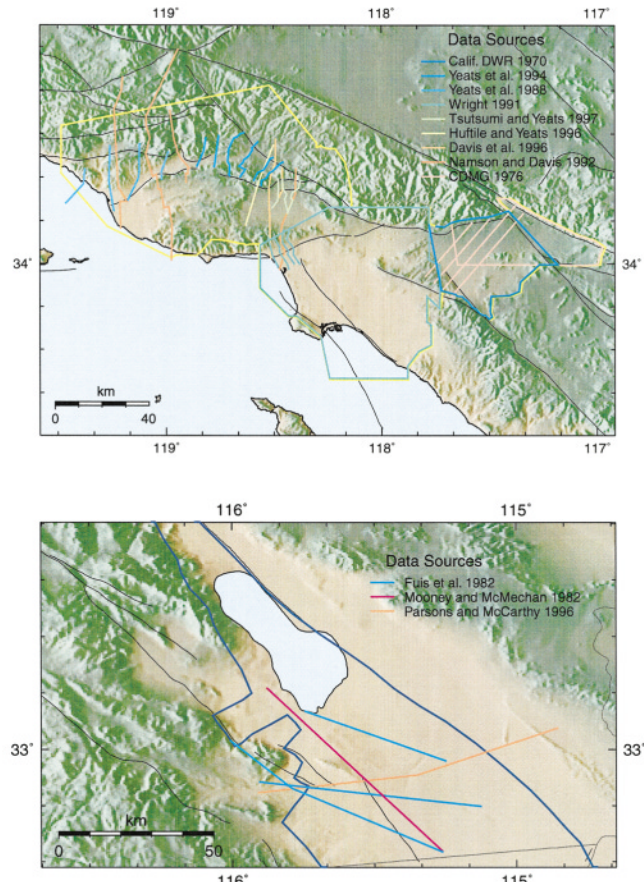 119° 118° 117°
Data Sources
Calif. DWR 1970
Yeats et al. 1994
Yeats et al. 1988
Wright 1991
Tsutsumi and Yeats 1997
Huftile and Yeats 1996
Davis et al. 1996
Namson and Davis 1992
CDMG 1976
34° 34°
km
0 40
119° 118° 117°
116° 115°
Data Sources
Fuis et al. 1982
Mooney and McMechan 1982
Parsons and McCarthy 1996
33° 33°
km
0 50
116° 115°